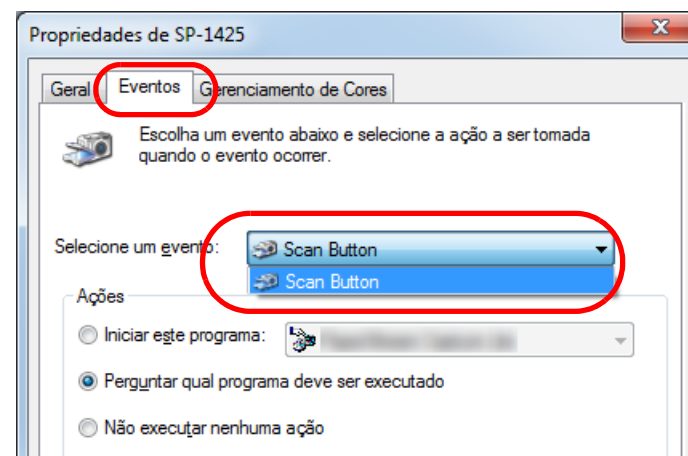 Propriedades de SP-1425
Geral Eventos Gerenciamento de Cores
Escolha um evento abaixo e selecione a ação a ser tomada
quando o evento ocorrer.
Selecione um evento: Scan Button
Scan Button
Ações
Iniciar este programa:
Perguntar qual programa deve ser executado
Não executar nenhuma ação